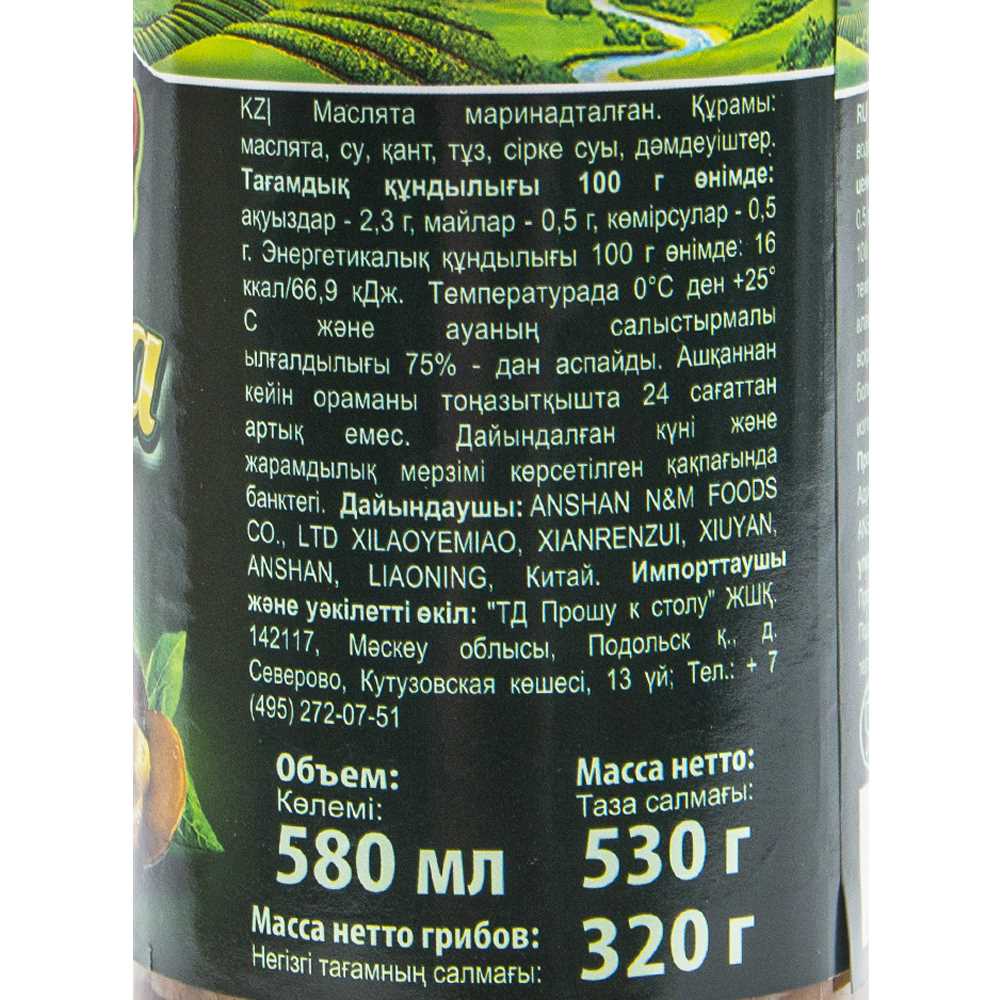 KZ| Маслята маринадталған. Құрамы:
маслята, су, қант, тұз, сірке суы, дәмдеуіштер.
Тағамдық құндылығы 100 г өнімде:
ақуыздар - 2,3 г, майлар - 0,5 г, көмірсулар - 0,5
г. Энергетикалық құндылығы 100 г өнімде: 16
ккал/66,9 кДж. Температурада 0°С ден +25°
С және ауаның салыстырмалы
ылғалдылығы 75% - дан аспайды. Ашқаннан
кейін ораманы тоңазытқышта 24 сағаттан
артық емес. Дайындалған күні және
жарамдылық мерзімі көрсетілген қақпағында
банктегі. Дайындаушы: ANSHAN N&M FOODS
CO., LTD XILAOYEMIAO, XIANRENZUI, XIUYAN,
ANSHAN, LIAONING, Китай. Импорттаушы
және уәкілетті өкіл: "ТД Прошу к столу" ЖШҚ.
142117, Мәскеу облысы, Подольск қ., д.
Северово, Кутузовская көшесі, 13 үй; Тел.: + 7
(495) 272-07-51
Объем:
Көлемі:
580 мл
Масса нетто:
Таза салмағы:
530 г
Масса нетто грибов:
Негізгі тағамның салмағы:
320 г